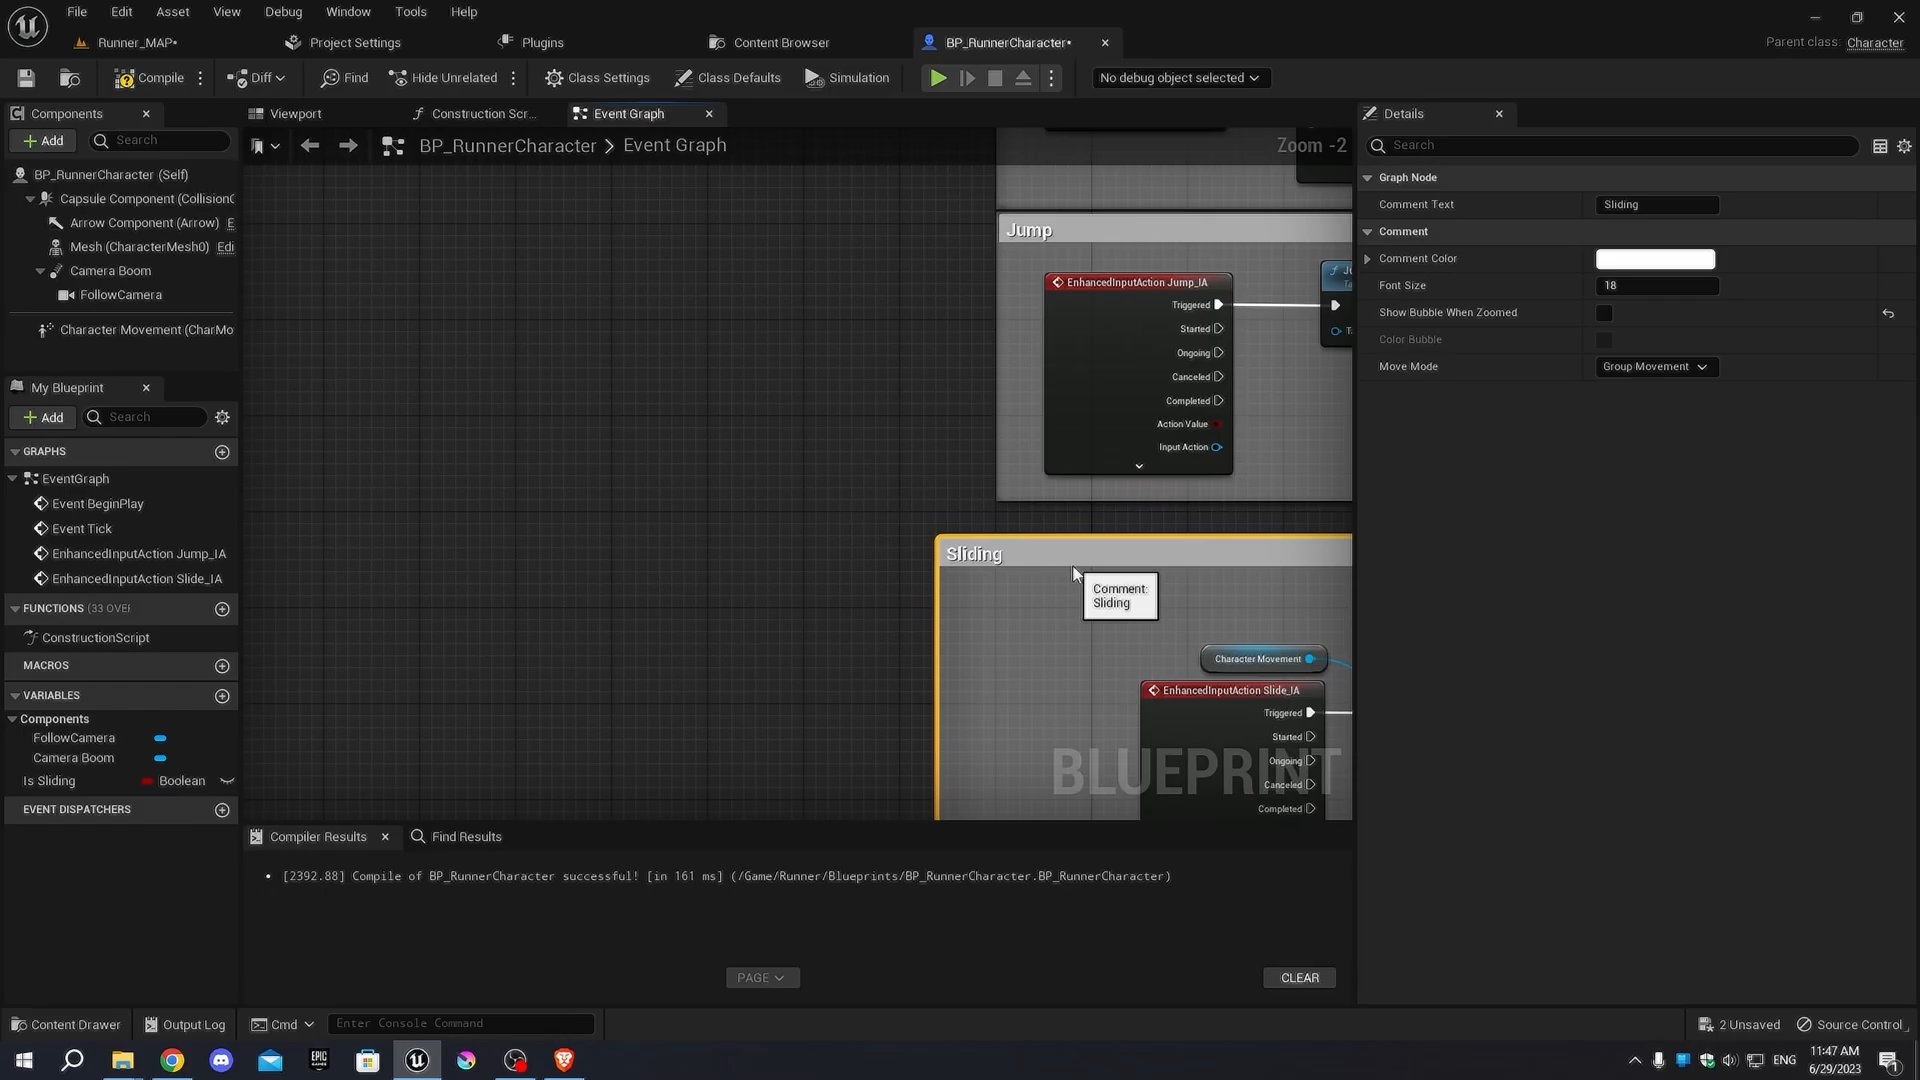 File Edit Asset View Debug Window Tools Help
Runner_MAP* Project Settings Plugins Content Browser BP_RunnerCharacter* Parent class: Character
Compile Diff Find Hide Unrelated Class Settings Class Defaults Simulation No debug object selected
Components Viewport Construction Scr... Event Graph Details
Add Search BP_RunnerCharacter > Event Graph Zoom -2 Search
BP_RunnerCharacter (Self)
Capsule Component (CollisionC
Arrow Component (Arrow) E
Mesh (CharacterMesh0) Edi
Camera Boom
FollowCamera
Character Movement (CharMo
My Blueprint
Add Search
GRAPHS
EventGraph
Event BeginPlay
Event Tick
EnhancedInputAction Jump_IA
EnhancedInputAction Slide_IA
FUNCTIONS (33 OVEI
ConstructionScript
MACROS
VARIABLES
Components
FollowCamera
Camera Boom
Is Sliding Boolean
EVENT DISPATCHERS
Jump
EnhancedInputAction Jump_IA
Triggered
Started
Ongoing
Canceled
Completed
Action Value
Input Action
Sliding
Comment:
Sliding
Character Movement
EnhancedInputAction Slide_IA
Triggered
Started
Ongoing
Canceled
Completed
BLUEPRINT
Graph Node
Comment Text Sliding
Comment
Comment Color
Font Size 18
Show Bubble When Zoomed
Color Bubble
Move Mode Group Movement
Compiler Results Find Results
[2392.88] Compile of BP_RunnerCharacter successful! [in 161 ms] (/Game/Runner/Blueprints/BP_RunnerCharacter.BP_RunnerCharacter)
PAGE CLEAR
Content Drawer Output Log Cmd Enter Console Command 2 Unsaved Source Control
EPIC GAMES ENG 11:47 AM
6/29/2023 1